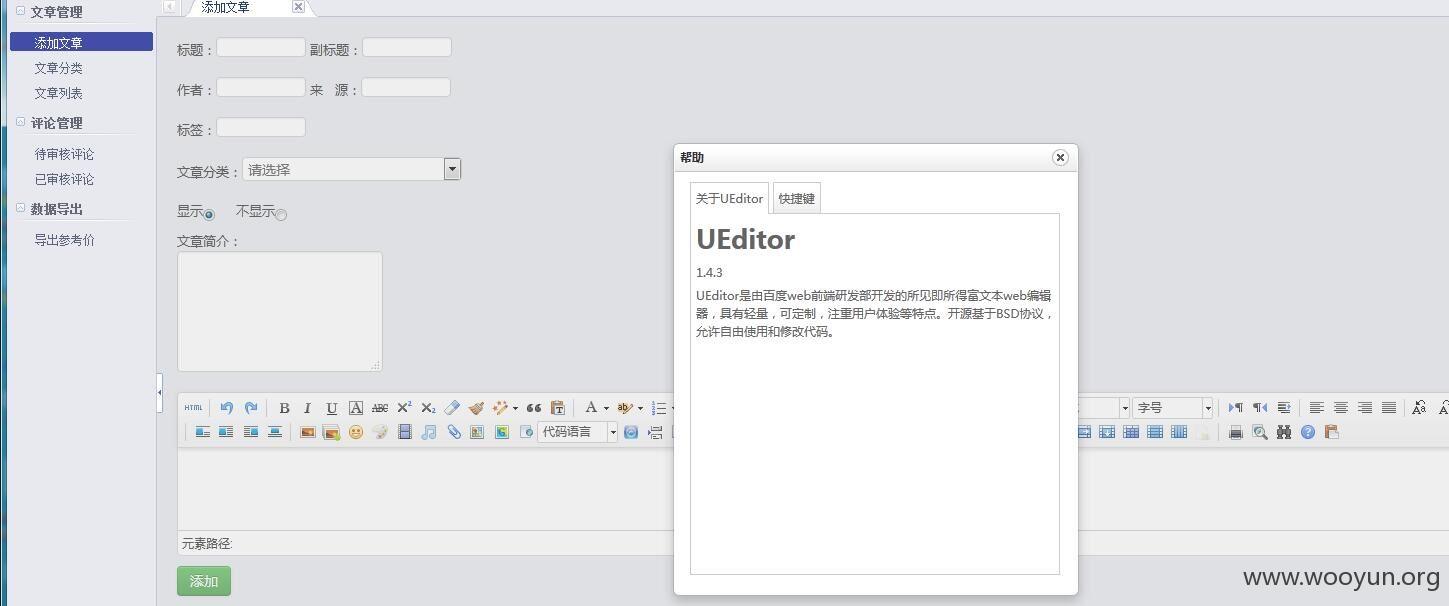 文章管理
添加文章
文章分类
文章列表
评论管理
待审核评论
已审核评论
数据导出
导出参考价
添加文章
标题：
副标题：
作者：
来 源：
标签：
文章分类：
请选择
显示
不显示
文章简介：
帮助
关于UEditor
快捷键
UEditor
1.4.3
UEditor是由百度web前端研发部开发的所见即所得富文本web编辑
器，具有轻量，可定制，注重用户体验等特点。开源基于BSD协议，
允许自由使用和修改代码。
HTML
B I U A ABC X² X₂
A
ab
字号
代码语言
元素路径:
添加
www.wooyun.org